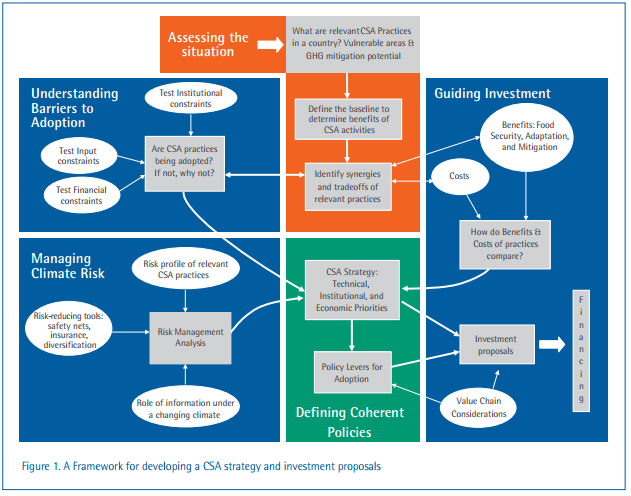 Assessing the
situation
What are relevant CSA Practices
in a country? Vulnerable areas &
GHG mitigation potential
Understanding
Barriers to
Adoption
Test Institutional
constraints
Test Input
constraints
Test Financial
constraints
Are CSA practices
being adopted?
If not, why not?
Define the baseline to
determine benefits of
CSA activities
Identify synergies
and tradeoffs of
relevant practices
Guiding Investment
Benefits: Food
Security, Adaptation,
and Mitigation
Costs
How do Benefits &
Costs of practices
compare?
Managing
Climate Risk
Risk profile of relevant
CSA practices
Risk-reducing tools:
safety nets,
insurance,
diversification
Risk Management
Analysis
Role of information under
a changing climate
CSA Strategy:
Technical,
Institutional, and
Economic Priorities
Policy Levers for
Adoption
Defining Coherent
Policies
Investment
proposals
Value Chain
Considerations
F
i
n
a
n
c
i
n
g
Figure 1. A Framework for developing a CSA strategy and investment proposals